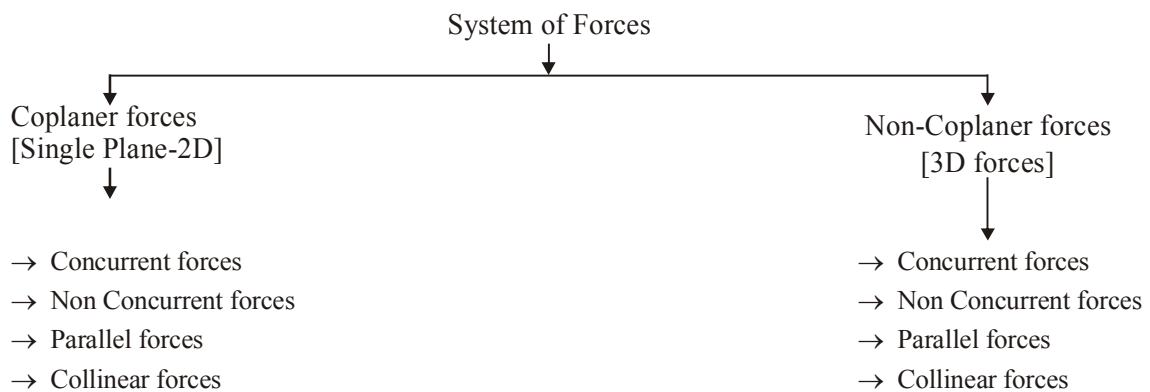 System of Forces
Coplaner forces
[Single Plane-2D]
Non-Coplaner forces
[3D forces]
→ Concurrent forces
→ Non Concurrent forces
→ Parallel forces
→ Collinear forces
→ Concurrent forces
→ Non Concurrent forces
→ Parallel forces
→ Collinear forces